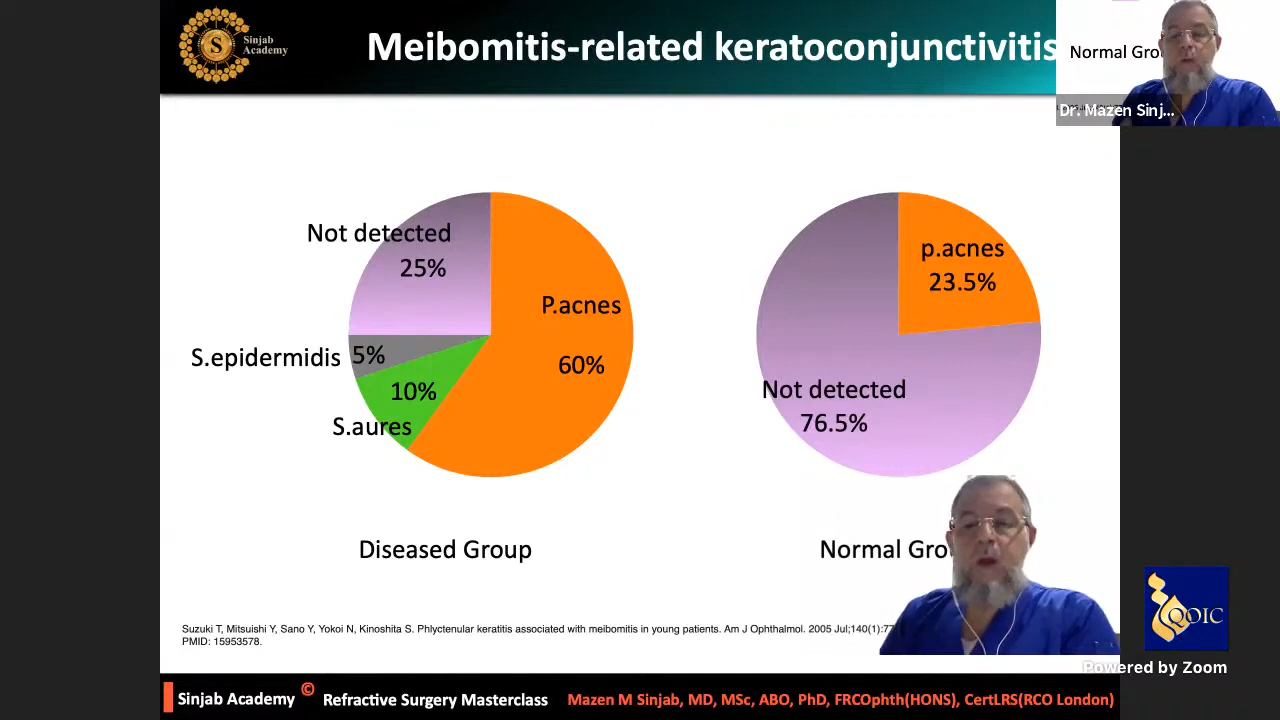 Sinjab
Academy
S
Meibomitis-related keratoconjunctivitis
Normal Gro
Dr. Mazen Sinj...
Not detected
25%
P.acnes
60%
S.epidermidis 5%
10%
S.aures
p.acnes
23.5%
Not detected
76.5%
Diseased Group
Normal Gro
Suzuki T, Mitsuishi Y, Sano Y, Yokoi N, Kinoshita S. Phlyctenular keratitis associated with meibomitis in young patients. Am J Ophthalmol. 2005 Jul;140(1):77
PMID: 15953578.
QOIC
Powered by Zoom
Sinjab Academy © Refractive Surgery Masterclass Mazen M Sinjab, MD, MSc, ABO, PhD, FRCOphth(HONS), CertLRS(RCO London)